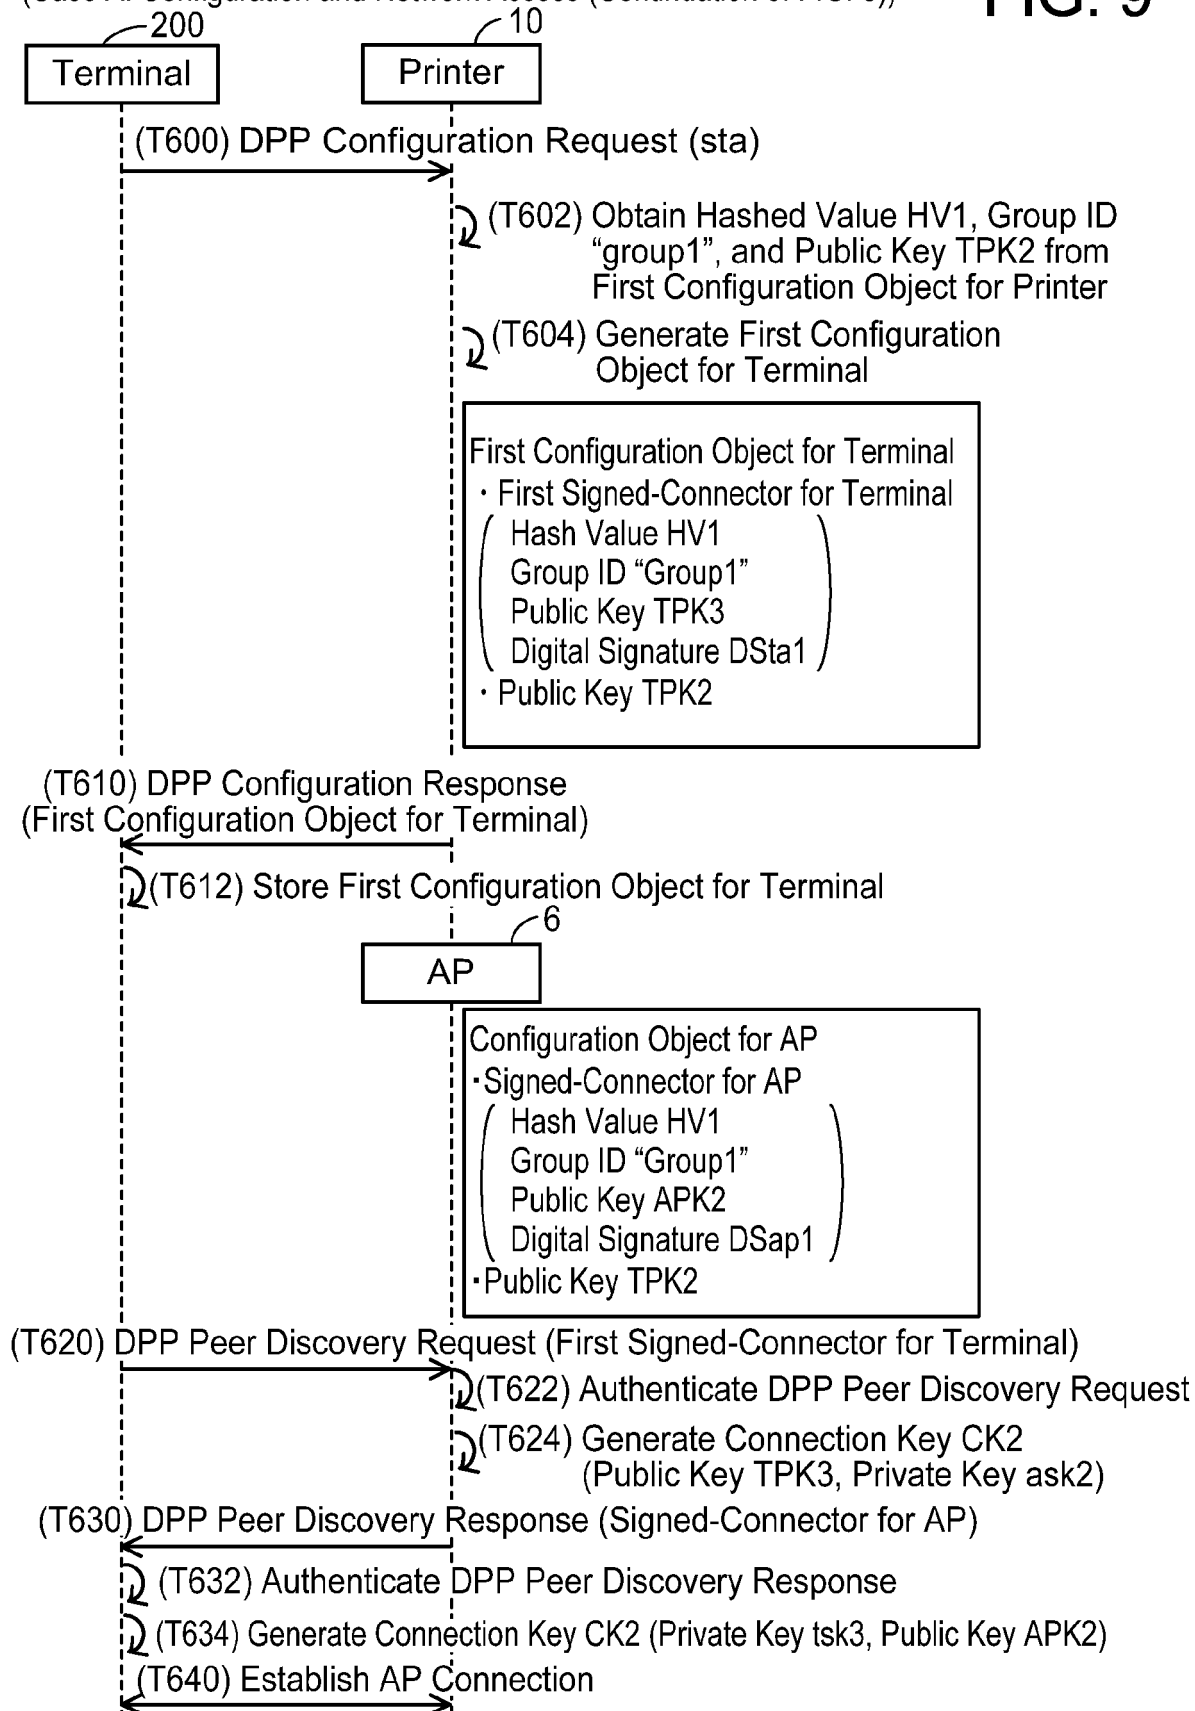 FIG. 9
200
10
Terminal
Printer
(T600) DPP Configuration Request (sta)
(T602) Obtain Hashed Value HV1, Group ID
“group1”, and Public Key TPK2 from
First Configuration Object for Printer
(T604) Generate First Configuration
Object for Terminal
First Configuration Object for Terminal
・First Signed-Connector for Terminal
Hash Value HV1
Group ID “Group1”
Public Key TPK3
Digital Signature DSta1
・Public Key TPK2
(T610) DPP Configuration Response
(First Configuration Object for Terminal)
(T612) Store First Configuration Object for Terminal
6
AP
Configuration Object for AP
・Signed-Connector for AP
Hash Value HV1
Group ID “Group1”
Public Key APK2
Digital Signature DSap1
・Public Key TPK2
(T620) DPP Peer Discovery Request (First Signed-Connector for Terminal)
(T622) Authenticate DPP Peer Discovery Request
(T624) Generate Connection Key CK2
(Public Key TPK3, Private Key ask2)
(T630) DPP Peer Discovery Response (Signed-Connector for AP)
(T632) Authenticate DPP Peer Discovery Response
(T634) Generate Connection Key CK2 (Private Key tsk3, Public Key APK2)
(T640) Establish AP Connection